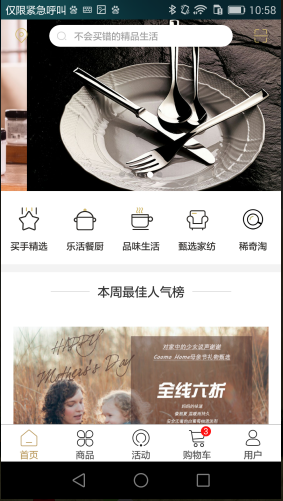 仅限紧急呼叫
10:58
不会买错的精品生活
买手精选
乐活餐厨
品味生活
甄选家纺
稀奇淘
本周最佳人气榜
HAPPY
Mother's Day
对家中的少女说声谢谢
Coomo Home母亲节礼物甄选
全线六折
首页
商品
活动
3
购物车
用户